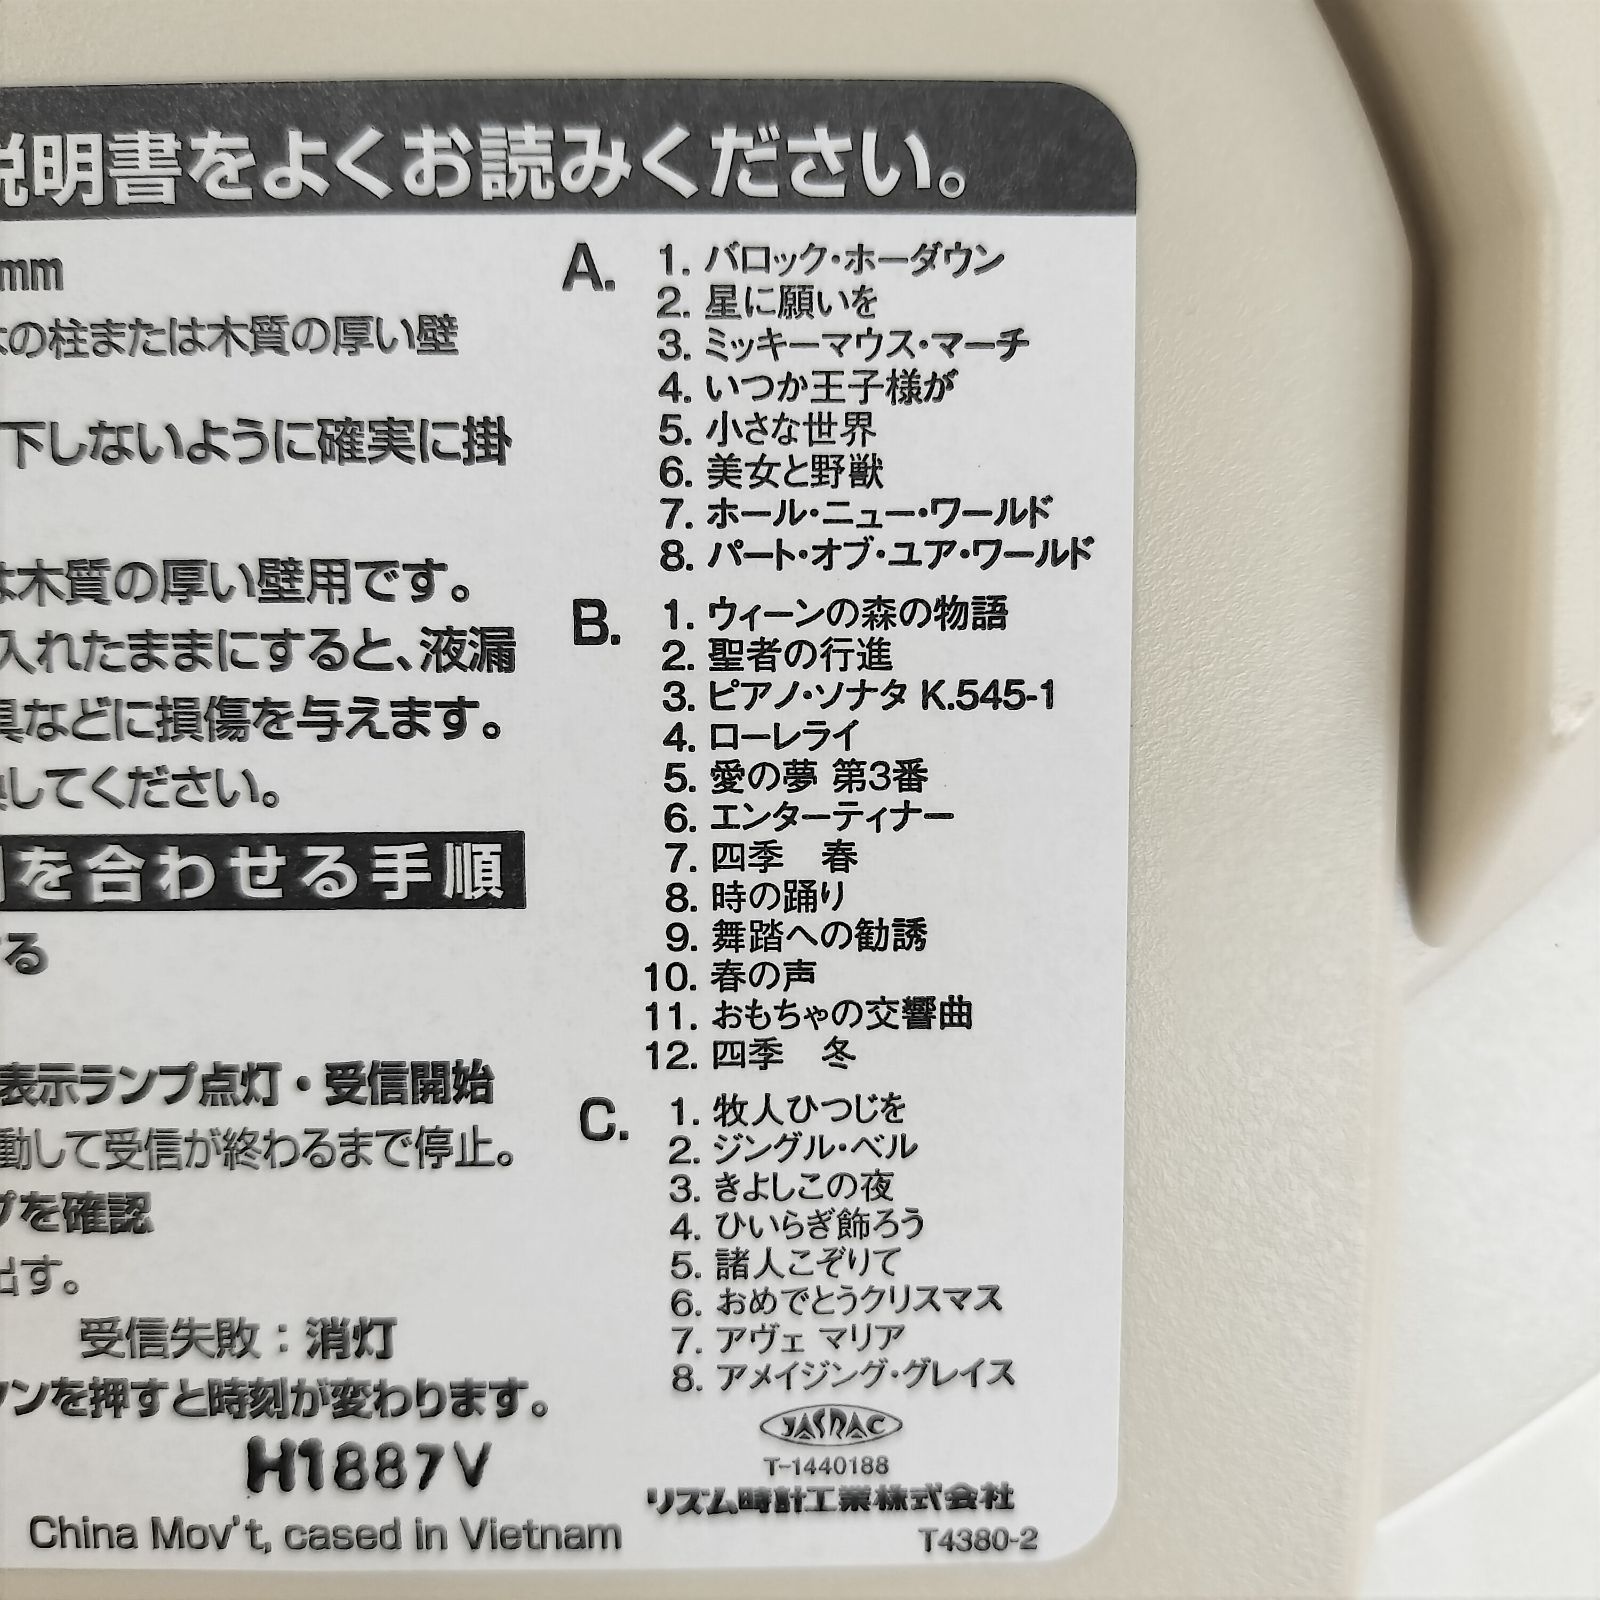 説明書をよくお読みください。
mm
の柱または木質の厚い壁
下しないように確実に掛
は木質の厚い壁用です。
入れたままにすると、液漏
具などに損傷を与えます。
してください。
を合わせる手順
する
表示ランプ点灯・受信開始
動して受信が終わるまで停止。
プを確認
出す。
受信失敗：消灯
タンを押すと時刻が変わります。
H1887V
China Mov't, cased in Vietnam
A. 1. バロック・ホーダウン
2. 星に願いを
3. ミッキーマウス・マーチ
4. いつか王子様が
5. 小さな世界
6. 美女と野獣
7. ホール・ニュー・ワールド
8. パート・オブ・ユア・ワールド
B. 1. ウィーンの森の物語
2. 聖者の行進
3. ピアノ・ソナタ K.545-1
4. ローレライ
5. 愛の夢 第3番
6. エンターティナー
7. 四季　春
8. 時の踊り
9. 舞踏への勧誘
10. 春の声
11. おもちゃの交響曲
12. 四季　冬
C. 1. 牧人ひつじを
2. ジングル・ベル
3. きよしこの夜
4. ひいらぎ飾ろう
5. 諸人こぞりて
6. おめでとうクリスマス
7. アヴェ マリア
8. アメイジング・グレイス
JASRAC
T-1440188
リズム時計工業株式会社
T4380-2